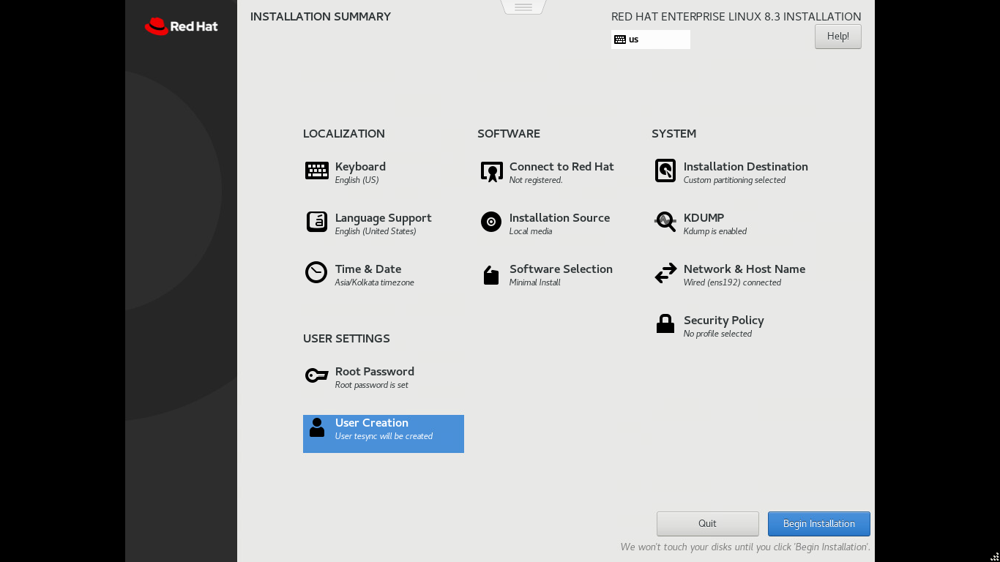 Red Hat
INSTALLATION SUMMARY
RED HAT ENTERPRISE LINUX 8.3 INSTALLATION
us
Help!
LOCALIZATION
Keyboard
English (US)
Language Support
English (United States)
Time & Date
Asia/Kolkata timezone
SOFTWARE
Connect to Red Hat
Not registered.
Installation Source
Local media
Software Selection
Minimal Install
SYSTEM
Installation Destination
Custom partitioning selected
KDUMP
Kdump is enabled
Network & Host Name
Wired (ens192) connected
Security Policy
No profile selected
USER SETTINGS
Root Password
Root password is set
User Creation
User tesync will be created
Quit
Begin Installation
We won't touch your disks until you click 'Begin Installation'.